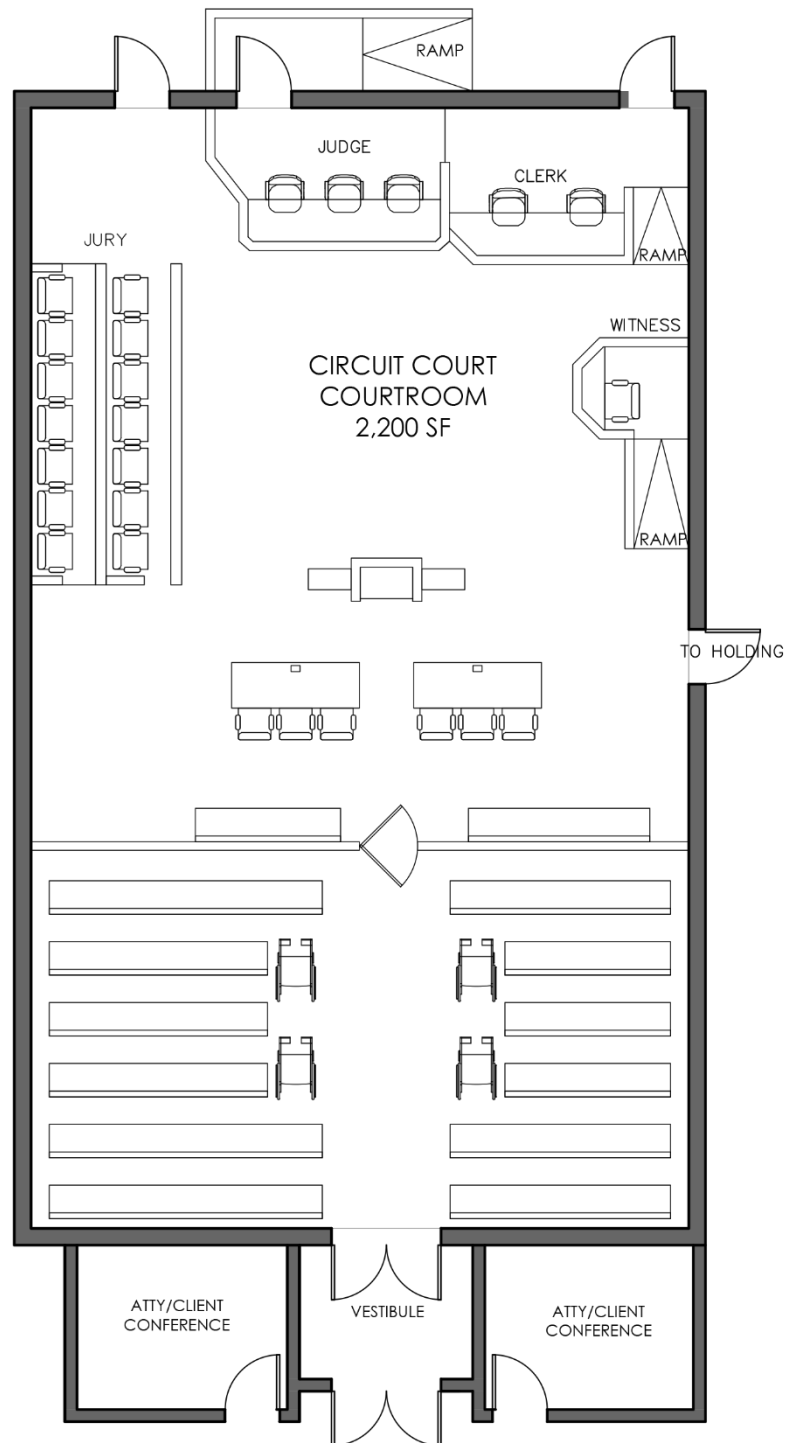 RAMP
JUDGE
CLERK
JURY
RAMP
WITNESS
CIRCUIT COURT
COURTROOM
2,200 SF
RAMP
TO HOLDING
ATTY/CLIENT
CONFERENCE
VESTIBULE
ATTY/CLIENT
CONFERENCE